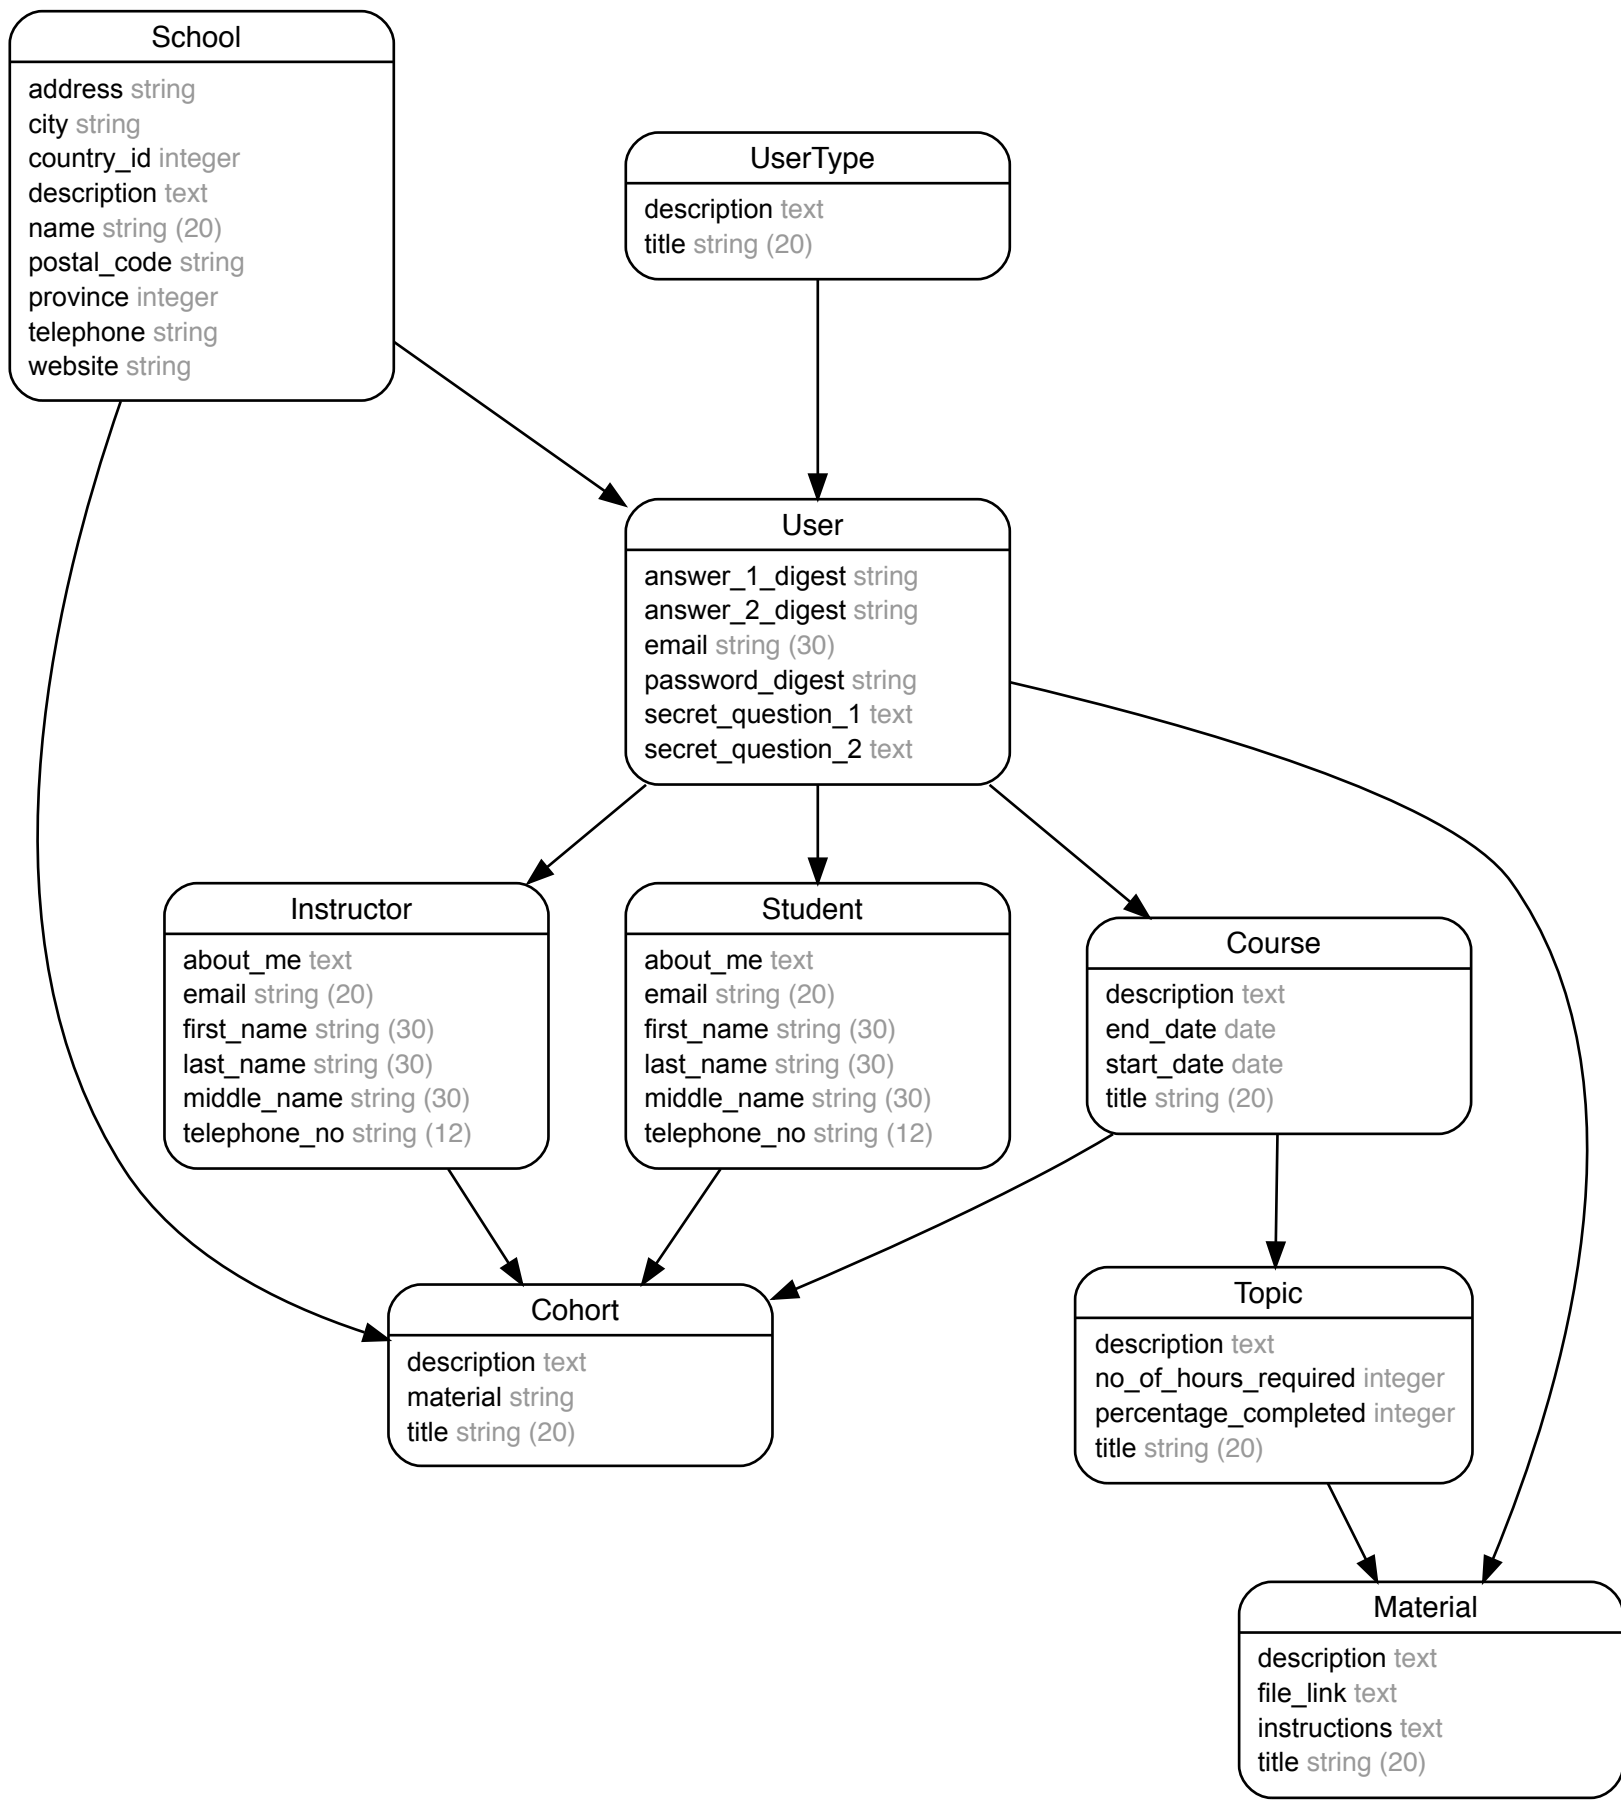 School
address string
city string
country_id integer
description text
name string (20)
postal_code string
province integer
telephone string
website string
UserType
description text
title string (20)
User
answer_1_digest string
answer_2_digest string
email string (30)
password_digest string
secret_question_1 text
secret_question_2 text
Instructor
about_me text
email string (20)
first_name string (30)
last_name string (30)
middle_name string (30)
telephone_no string (12)
Student
about_me text
email string (20)
first_name string (30)
last_name string (30)
middle_name string (30)
telephone_no string (12)
Course
description text
end_date date
start_date date
title string (20)
Cohort
description text
material string
title string (20)
Topic
description text
no_of_hours_required integer
percentage_completed integer
title string (20)
Material
description text
file_link text
instructions text
title string (20)